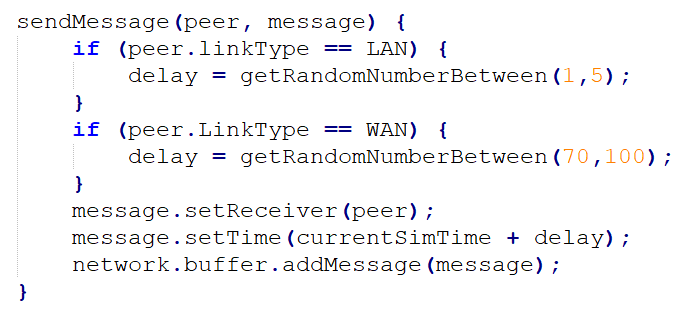 sendMessage(peer, message) {
    if (peer.linkType == LAN) {
        delay = getRandomNumberBetween(1,5);
    }
    if (peer.LinkType == WAN) {
        delay = getRandomNumberBetween(70,100);
    }
    message.setReceiver(peer);
    message.setTime(currentSimTime + delay);
    network.buffer.addMessage(message);
}